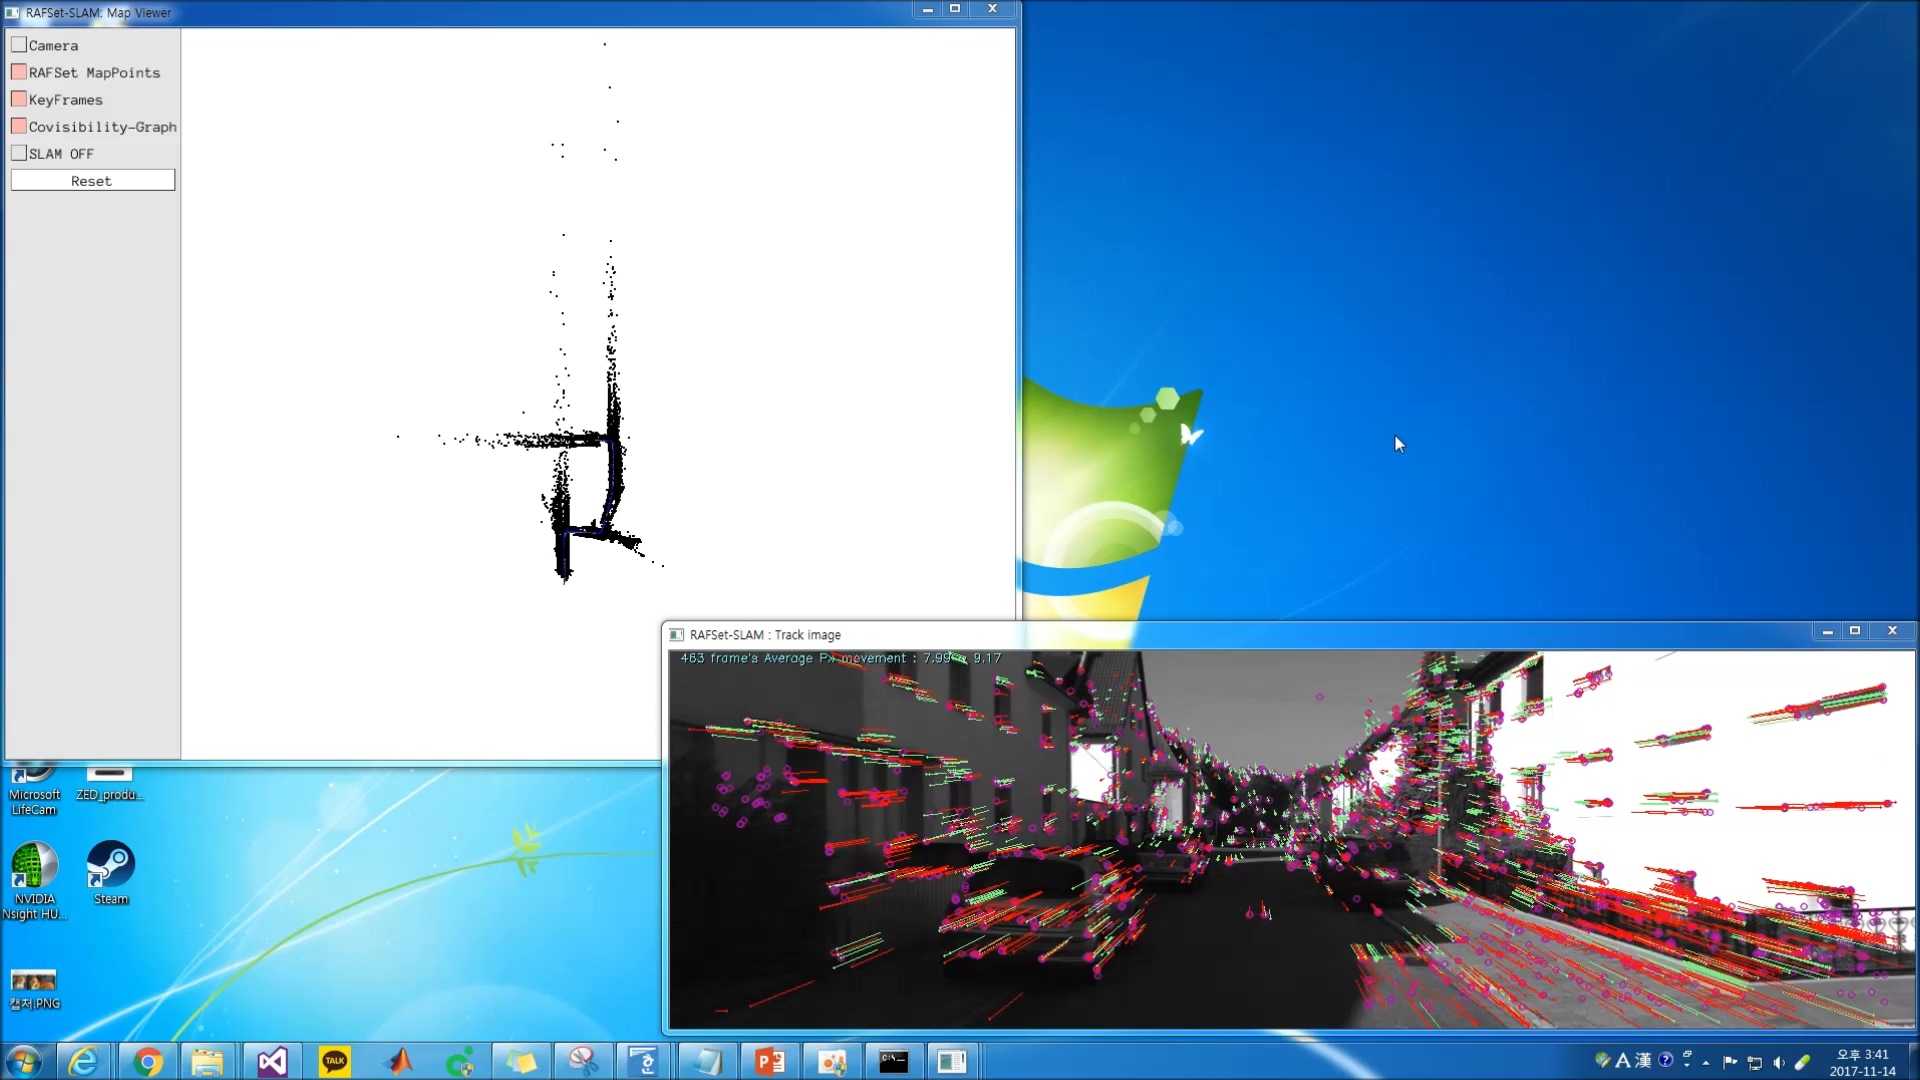 RAFSet-SLAM: Map Viewer
Camera
RAFSet MapPoints
KeyFrames
Covisibility-Graph
SLAM OFF
Reset
RAFSet-SLAM : Track image
463 frame's Average Px movement : 7.99 9.17
Microsoft
LifeCam
ZED_produ...
NVIDIA
Nsight HU...
Steam
캡처.PNG
TALK
C:\-
A 漢
오후 3:41
2017-11-14